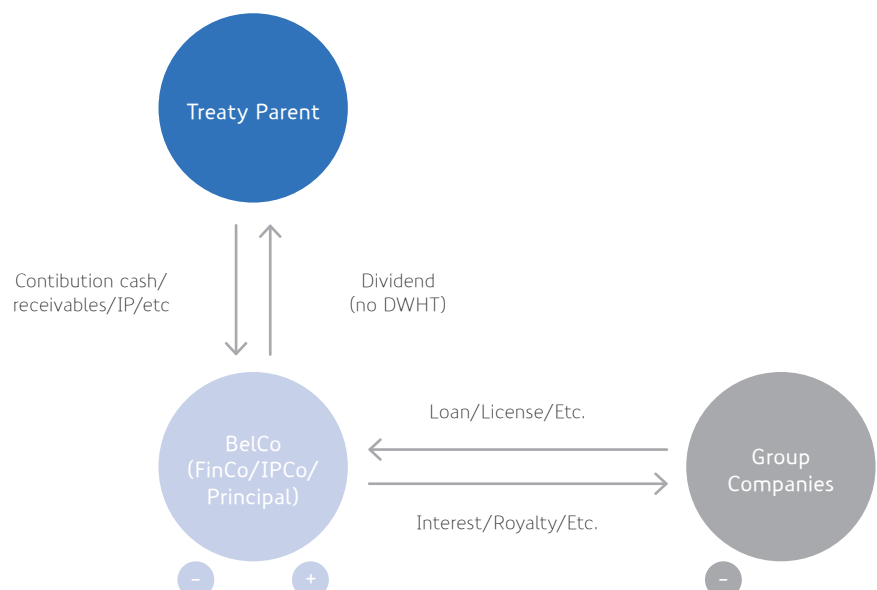 Treaty Parent
Contibution cash/
receivables/IP/etc
Dividend
(no DWHT)
BelCo
(FinCo/IPCo/
Principal)
Loan/License/Etc.
Interest/Royalty/Etc.
Group
Companies
–
+
–